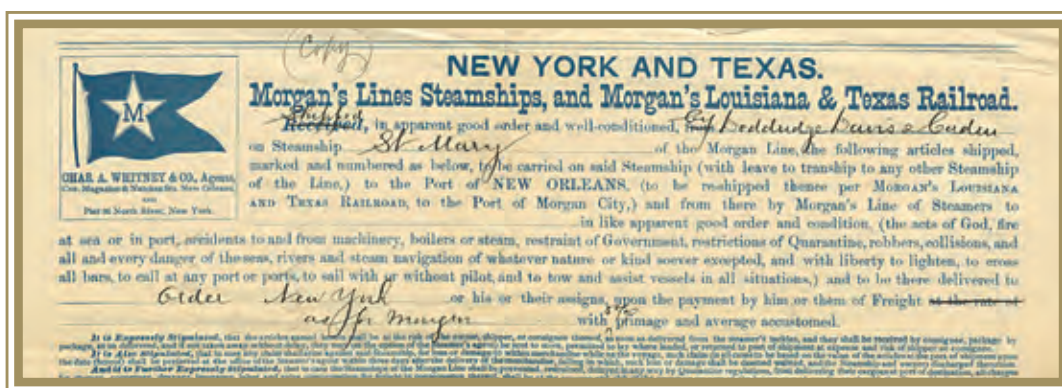 (Copy)
NEW YORK AND TEXAS.
Morgan's Lines Steamships, and Morgan's Louisiana & Texas Railroad.
M
CHAR. A. WHITNEY & CO., Agents,
Cor. Magazine & Natchez Sts. New Orleans,
AND
Pier 36 North River, New York.
Shipped
Received, in apparent good order and well-conditioned,
on Steamship St Mary of the Morgan Line, the following articles shipped,
marked and numbered as below, to be carried on said Steamship (with leave to tranship to any other Steamship
of the Line,) to the Port of NEW ORLEANS, (to be re-shipped thence per MORGAN'S LOUISIANA
AND TEXAS RAILROAD, to the Port of Morgan City,) and from there by Morgan's Line of Steamers to
in like apparent good order and condition, (the acts of God, fire
at sea or in port, accidents to and from machinery, boilers or steam, restraint of Government, restrictions of Quarantine, robbers, collisions, and
all and every danger of the seas, rivers and steam navigation of whatever nature or kind soever excepted, and with liberty to lighten, to cross
all bars, to call at any port or ports, to sail with or without pilot, and to tow and assist vessels in all situations,) and to be there delivered to
Order New York or his or their assigns, upon the payment by him or them of Freight at the rate of
as per margin with 5% primage and average accustomed.
It is Expressly Stipulated,
It is Also Stipulated,
And it is Further Expressly Stipulated,